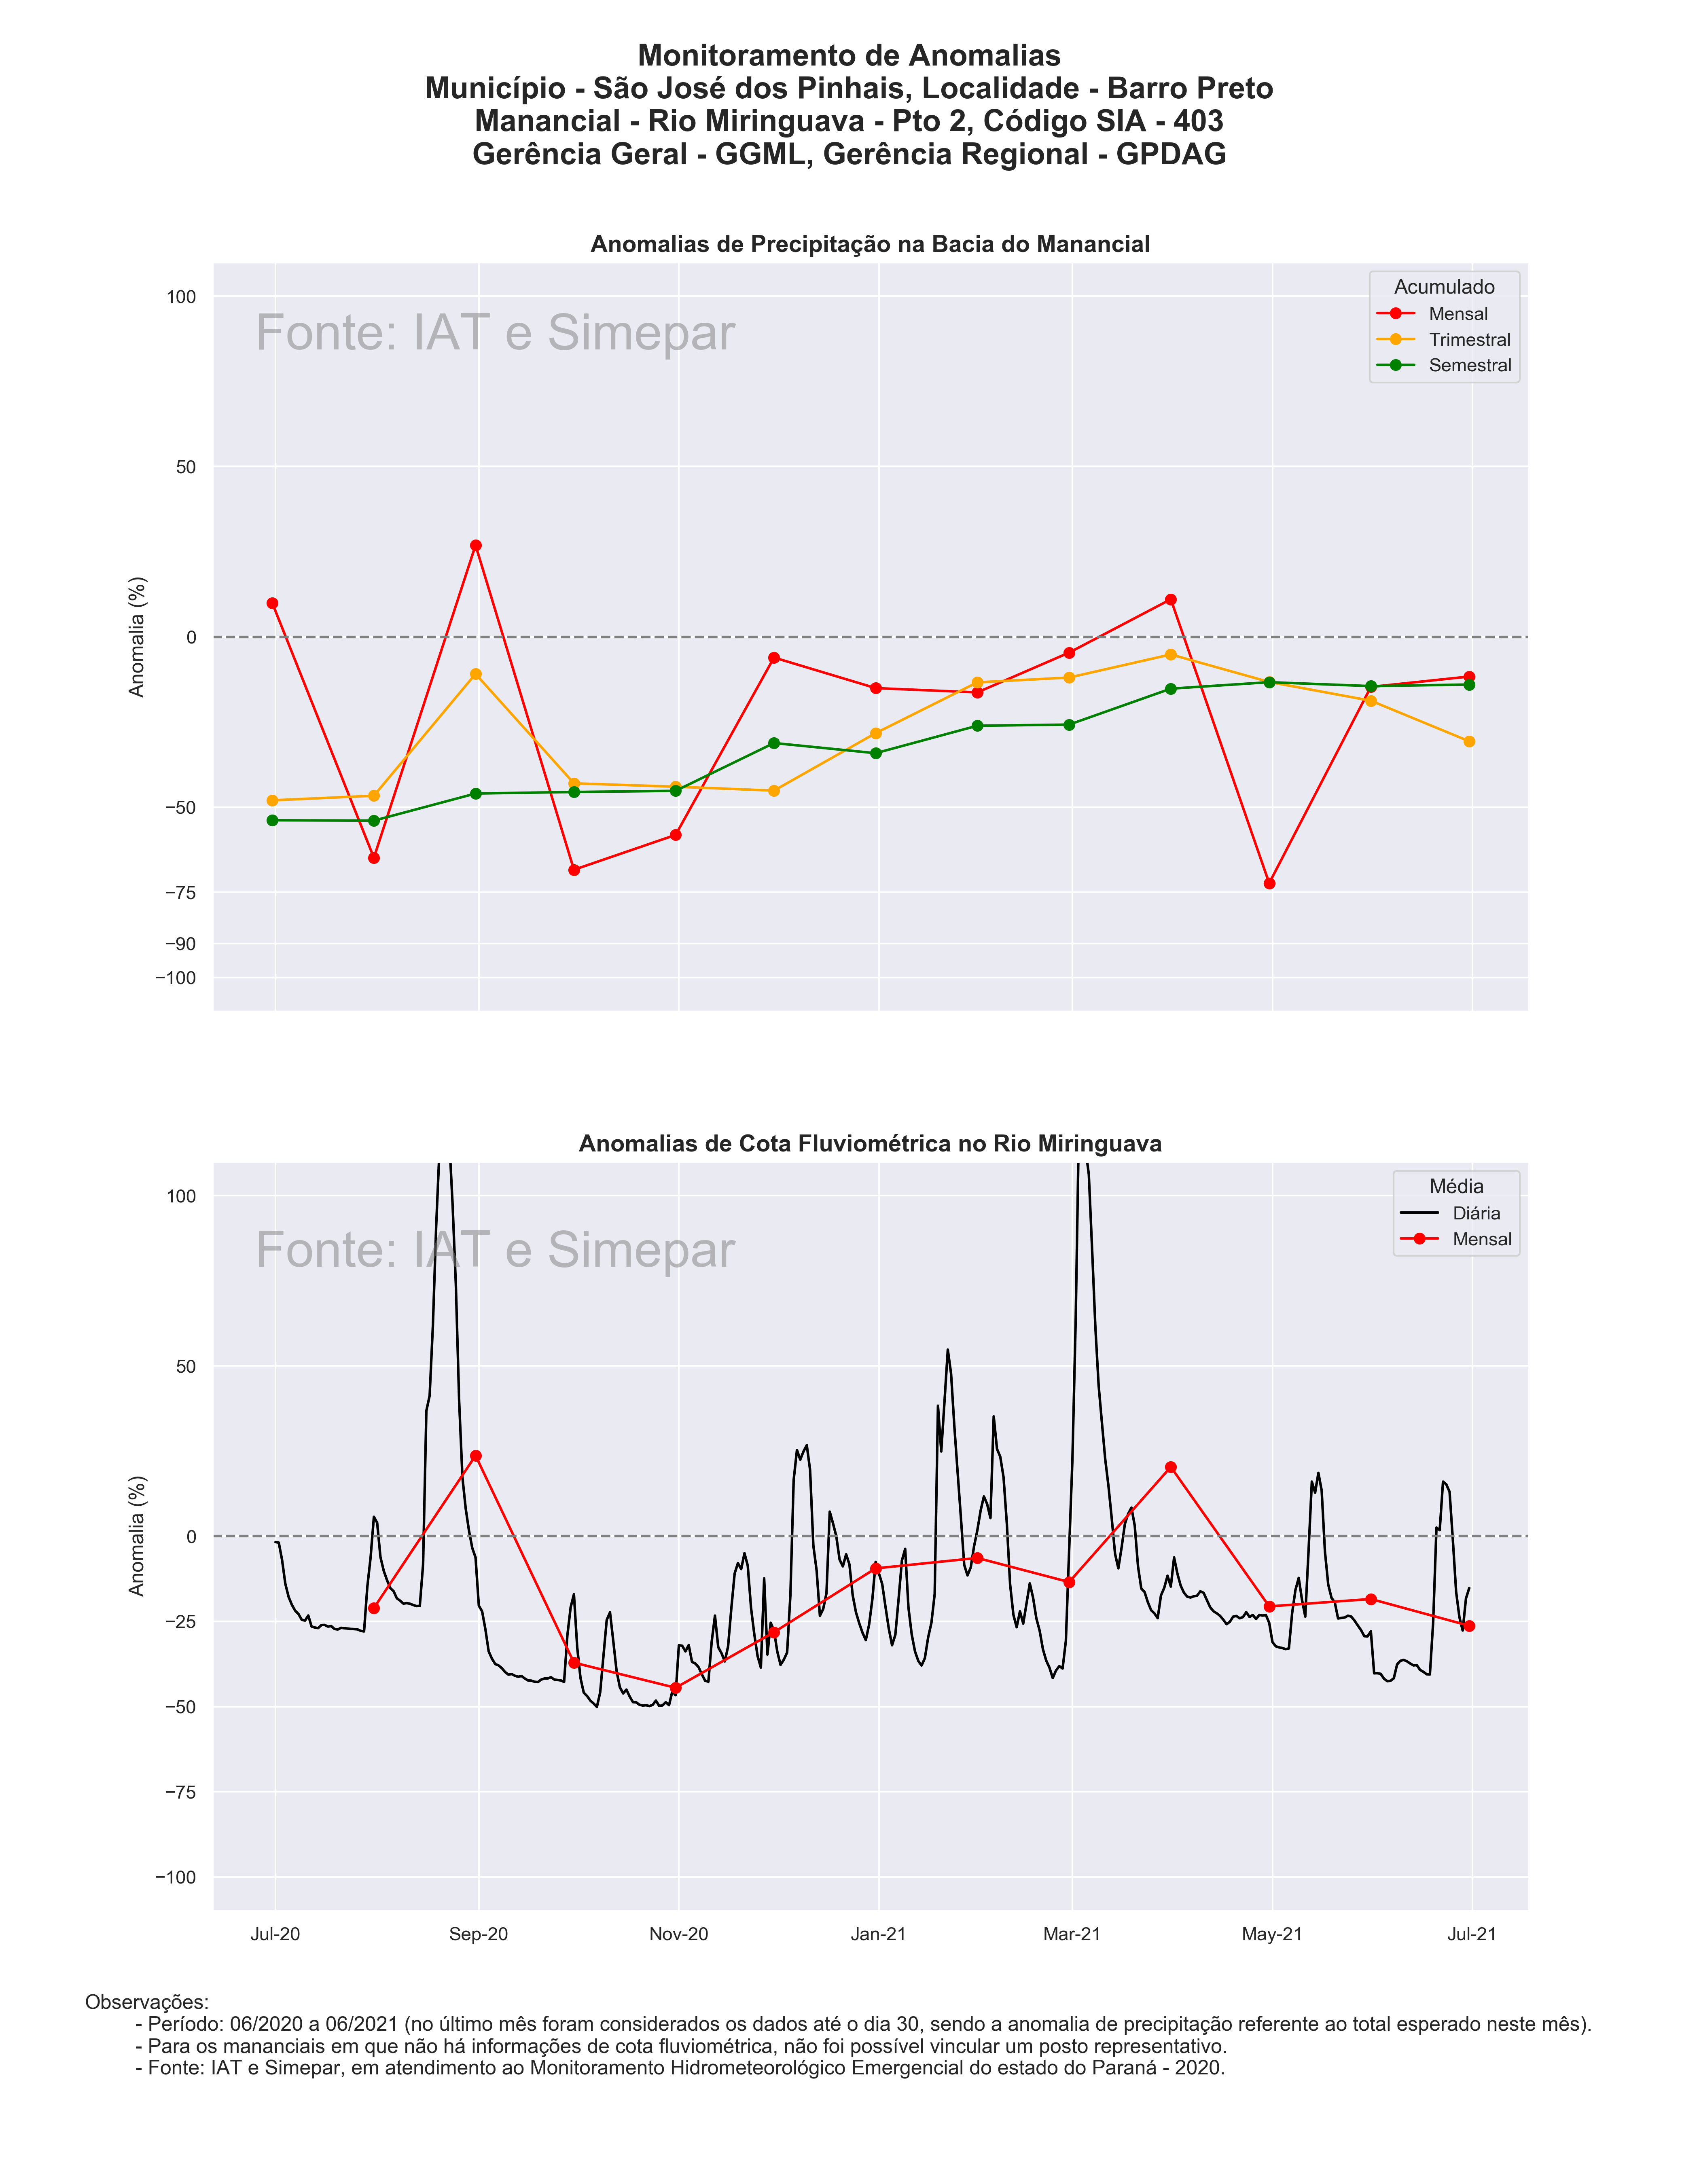 Monitoramento de Anomalias
Município - São José dos Pinhais, Localidade - Barro Preto
Manancial - Rio Miringuava - Pto 2, Código SIA - 403
Gerência Geral - GGML, Gerência Regional - GPDAG
Anomalias de Precipitação na Bacia do Manancial
Fonte: IAT e Simepar
Acumulado
Mensal
Trimestral
Semestral
Anomalia (%)
100
50
0
−50
−75
−90
−100
Anomalias de Cota Fluviométrica no Rio Miringuava
Fonte: IAT e Simepar
Média
Diária
Mensal
Anomalia (%)
100
50
0
−25
−50
−75
−100
Jul-20 Sep-20 Nov-20 Jan-21 Mar-21 May-21 Jul-21
Observações:
- Período: 06/2020 a 06/2021 (no último mês foram considerados os dados até o dia 30, sendo a anomalia de precipitação referente ao total esperado neste mês).
- Para os mananciais em que não há informações de cota fluviométrica, não foi possível vincular um posto representativo.
- Fonte: IAT e Simepar, em atendimento ao Monitoramento Hidrometeorológico Emergencial do estado do Paraná - 2020.